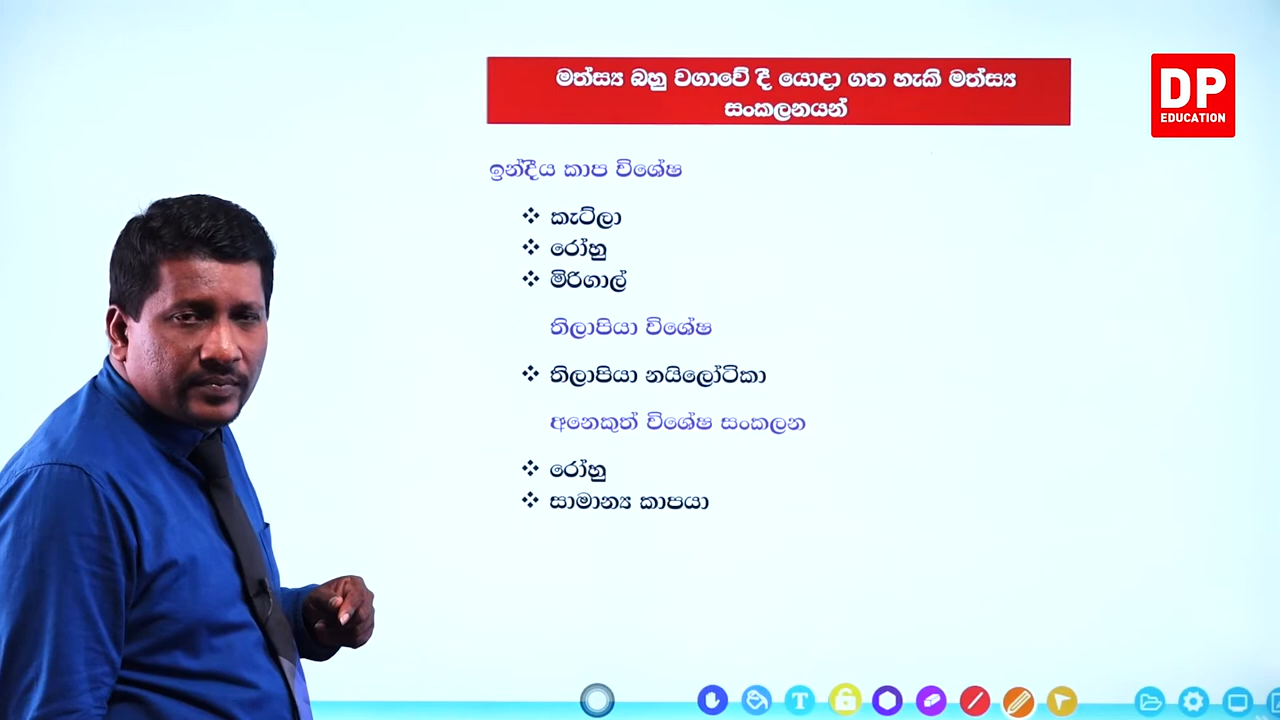 මත්ස්‍ය බහු වගාවේ දී යොදා ගත හැකි මත්ස්‍ය
සංකලනයන්
DP
EDUCATION
ඉන්දීය කාප විශේෂ
❖ කැට්ලා
❖ රෝහු
❖ මිරිගාල්
තිලාපියා විශේෂ
❖ තිලාපියා නයිලෝටිකා
අනෙකුත් විශේෂ සංකලන
❖ රෝහු
❖ සාමාන්‍ය කාපයා
T